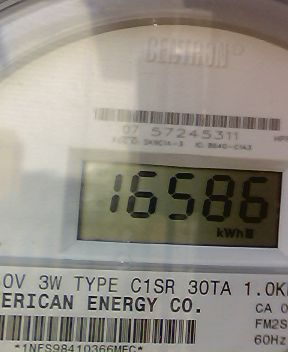 CENTRON®
07 57245311
16586
kWh
0V 3W TYPE C1SR 30TA 1.0K
ERICAN ENERGY CO.
CA 0
FM2S
60Hz
*1NFS98410366MFC*